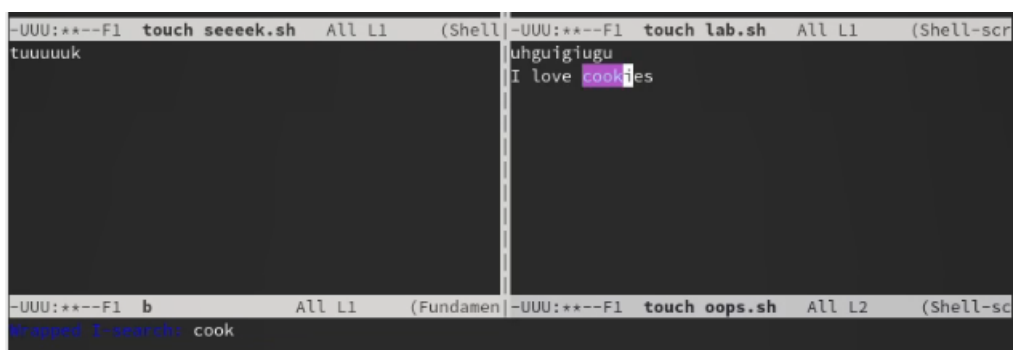 -UUU:**--F1 touch seeeek.sh All L1 (Shell
-UUU:**--F1 touch lab.sh All L1 (Shell-scr
tuuuuuk
uhguigiugu
I love cookies
-UUU:**--F1 b All L1 (Fundamen
-UUU:**--F1 touch oops.sh All L2 (Shell-sc
Wrapped I-search: cook